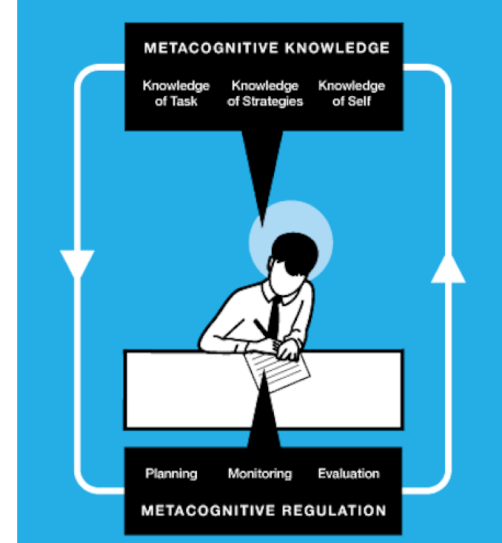 METACOGNITIVE KNOWLEDGE
Knowledge Knowledge Knowledge
of Task of Strategies of Self
Planning Monitoring Evaluation
METACOGNITIVE REGULATION